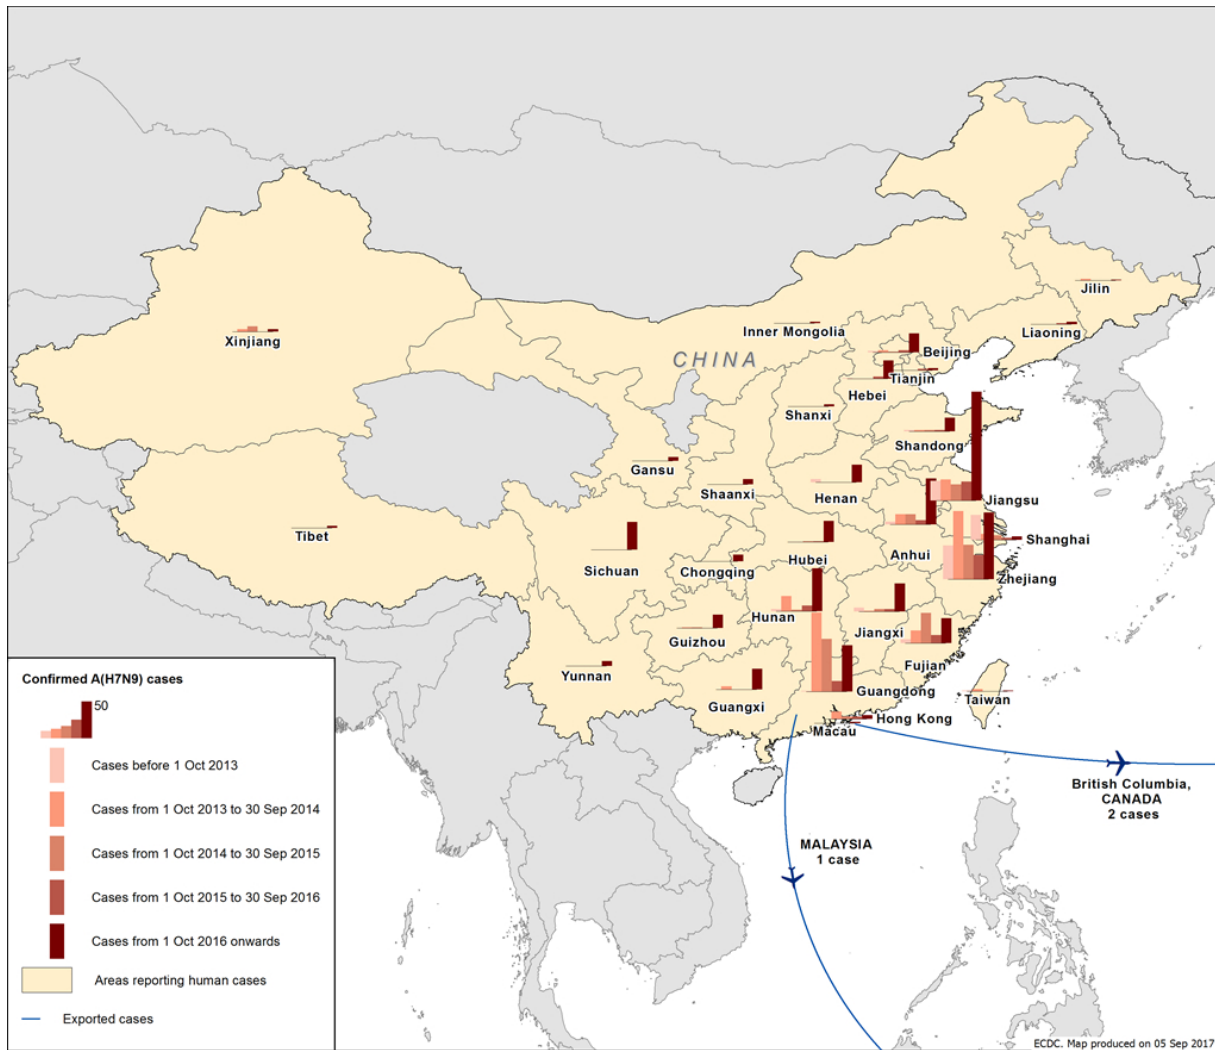 Jilin
Inner Mongolia
Liaoning
Xinjiang
Beijing
CHINA
Tianjin
Hebei
Shanxi
Shandong
Gansu
Shaanxi
Henan
Jiangsu
Tibet
Shanghai
Anhui
Hubei
Sichuan
Chongqing
Zhejiang
Hunan
Jiangxi
Guizhou
Fujian
Yunnan
Guangdong
Guangxi
Taiwan
Hong Kong
Macau
British Columbia,
CANADA
2 cases
MALAYSIA
1 case
Confirmed A(H7N9) cases
50
Cases before 1 Oct 2013
Cases from 1 Oct 2013 to 30 Sep 2014
Cases from 1 Oct 2014 to 30 Sep 2015
Cases from 1 Oct 2015 to 30 Sep 2016
Cases from 1 Oct 2016 onwards
Areas reporting human cases
Exported cases
ECDC. Map produced on 05 Sep 2017